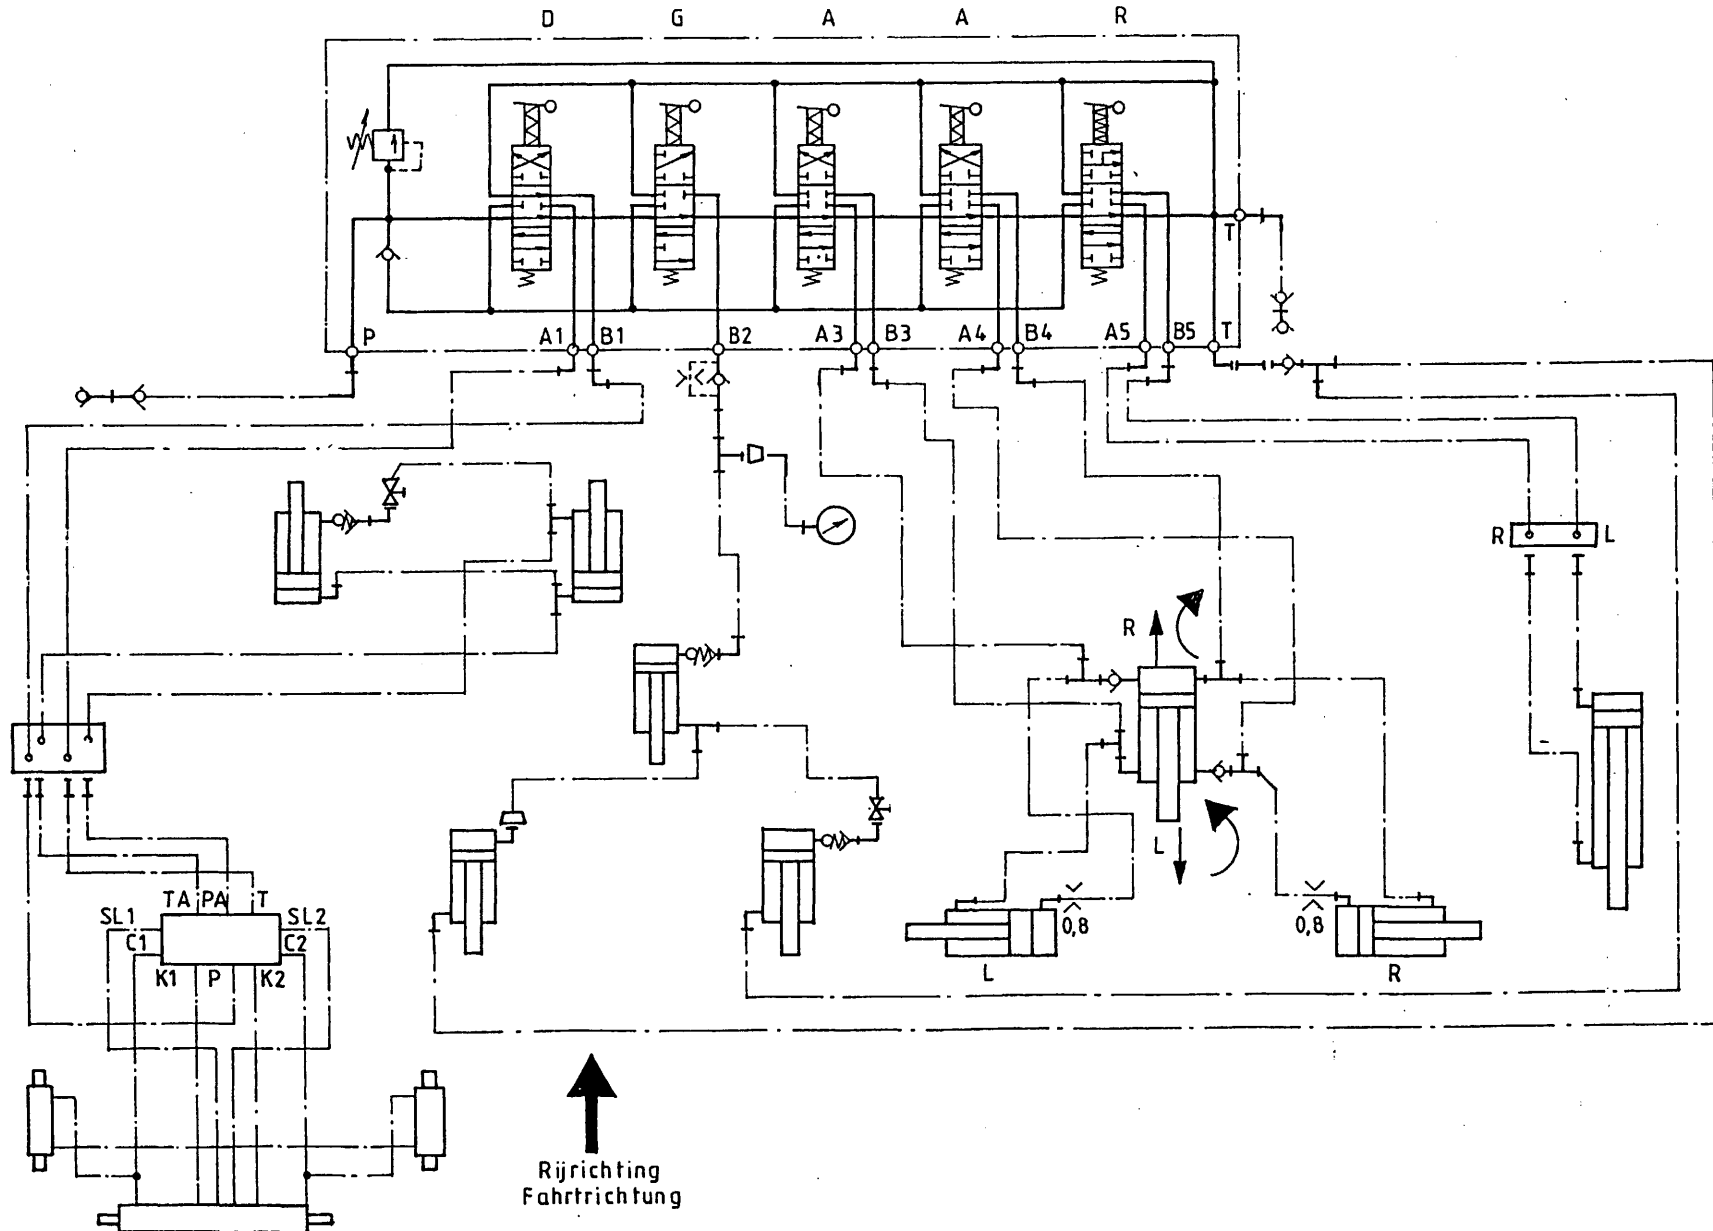 D G A A R
T
P A1 B1 B2 A3 B3 A4 B4 A5 B5 T
R L
R
L
TA PA T
SL1 SL2
C1 C2
K1 P K2
0,8 0,8
L R
Rijrichting
Fahrtrichtung